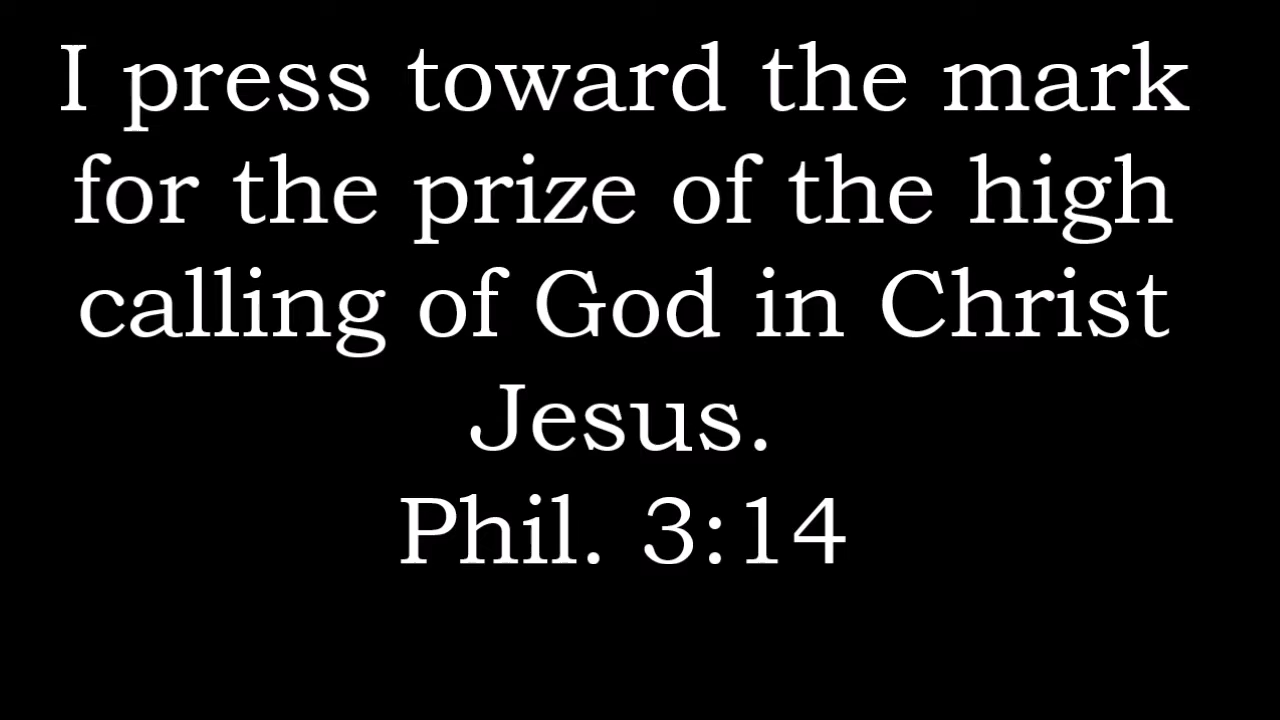 I press toward the mark
for the prize of the high
calling of God in Christ
Jesus.
Phil. 3:14